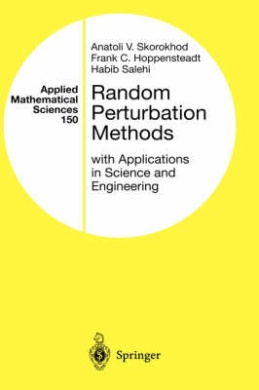 Anatoli V. Skorokhod
Frank C. Hoppensteadt
Habib Salehi
Applied
Mathematical
Sciences
150
Random
Perturbation
Methods
with Applications
in Science and
Engineering
Springer